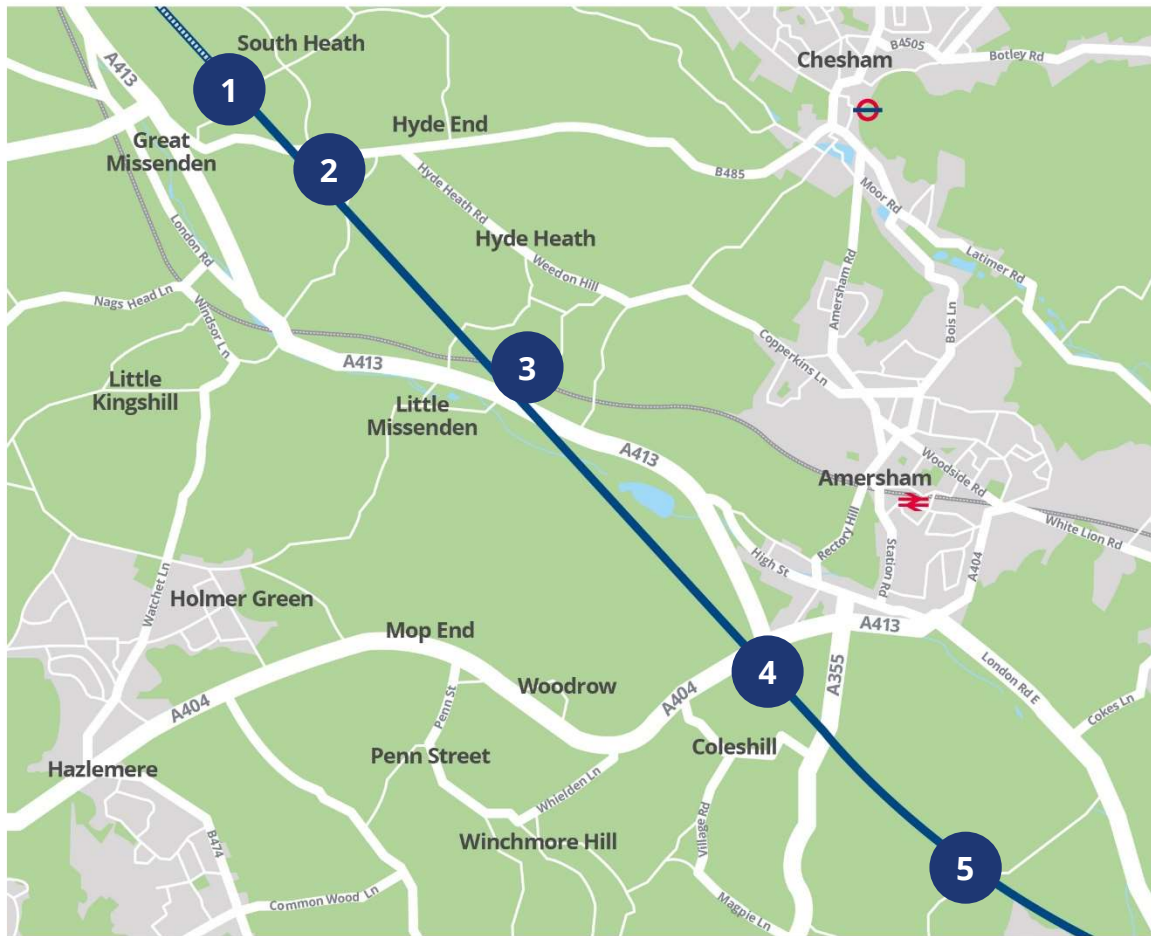 South Heath
B4505
Botley Rd
Chesham
A413
1
Great
Missenden
Hyde End
2
B485
Hyde Heath Rd
Moor Rd
London Rd
Hyde Heath
Weedon Hill
Amersham Rd
Latimer Rd
Nags Head Ln
Windsor Ln
Bois Ln
Copperkins Ln
A413
3
Little
Kingshill
Little
Missenden
A413
Woodside Rd
Amersham
White Lion Rd
Rectory Hill
Station Rd
High St
A404
Watchet Ln
Holmer Green
Mop End
A413
4
A355
London Rd E
Woodrow
Penn St
A404
A404
Cokes Ln
Coleshill
Penn Street
Hazlemere
Whielden Ln
Village Rd
Winchmore Hill
B474
5
Common Wood Ln
Magpie Ln